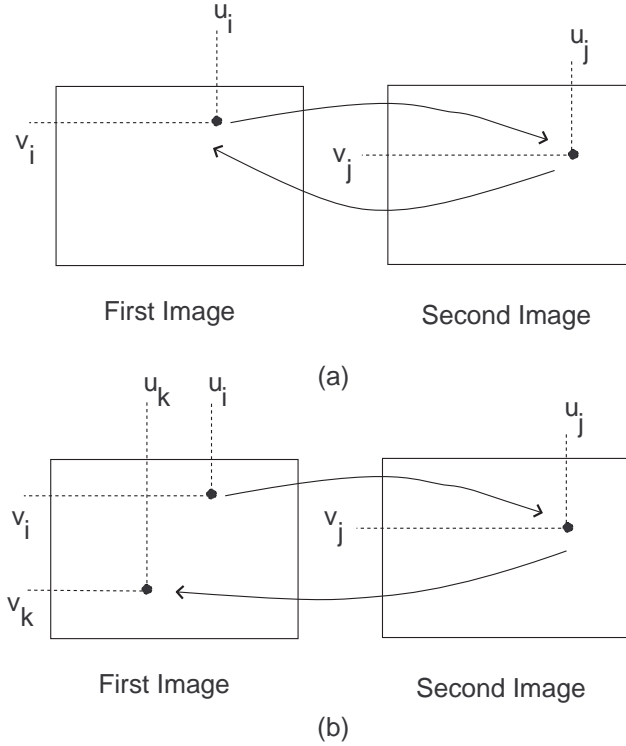 u_i
u_j
v_i
v_j
First Image
Second Image
(a)
u_k u_i
u_j
v_i
v_j
v_k
First Image
Second Image
(b)